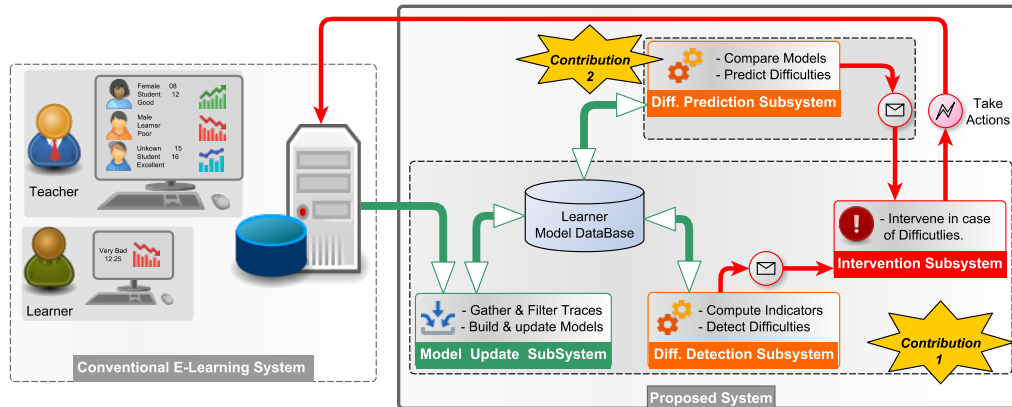 Female 08
Student 12
Good
Male
Learner
Poor
Unkown 15
Student 16
Excellent
Teacher
Very Bad
12.25
Learner
Conventional E-Learning System
Contribution
2
- Compare Models
- Predict Difficulties
Diff. Prediction Subsystem
Take
Actions
Learner
Model DataBase
- Intervene in case
of Difficutlies.
Intervention Subsystem
- Gather & Filter Traces
- Build & update Models
Model Update SubSystem
- Compute Indicators
- Detect Difficulties
Diff. Detection Subsystem
Contribution
1
Proposed System